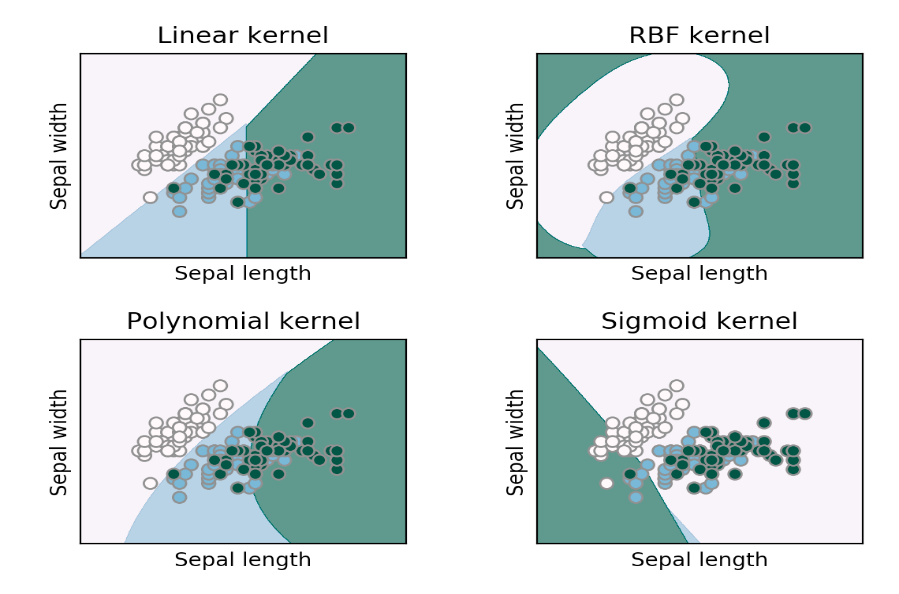 Linear kernel
Sepal width
Sepal length
RBF kernel
Sepal width
Sepal length
Polynomial kernel
Sepal width
Sepal length
Sigmoid kernel
Sepal width
Sepal length